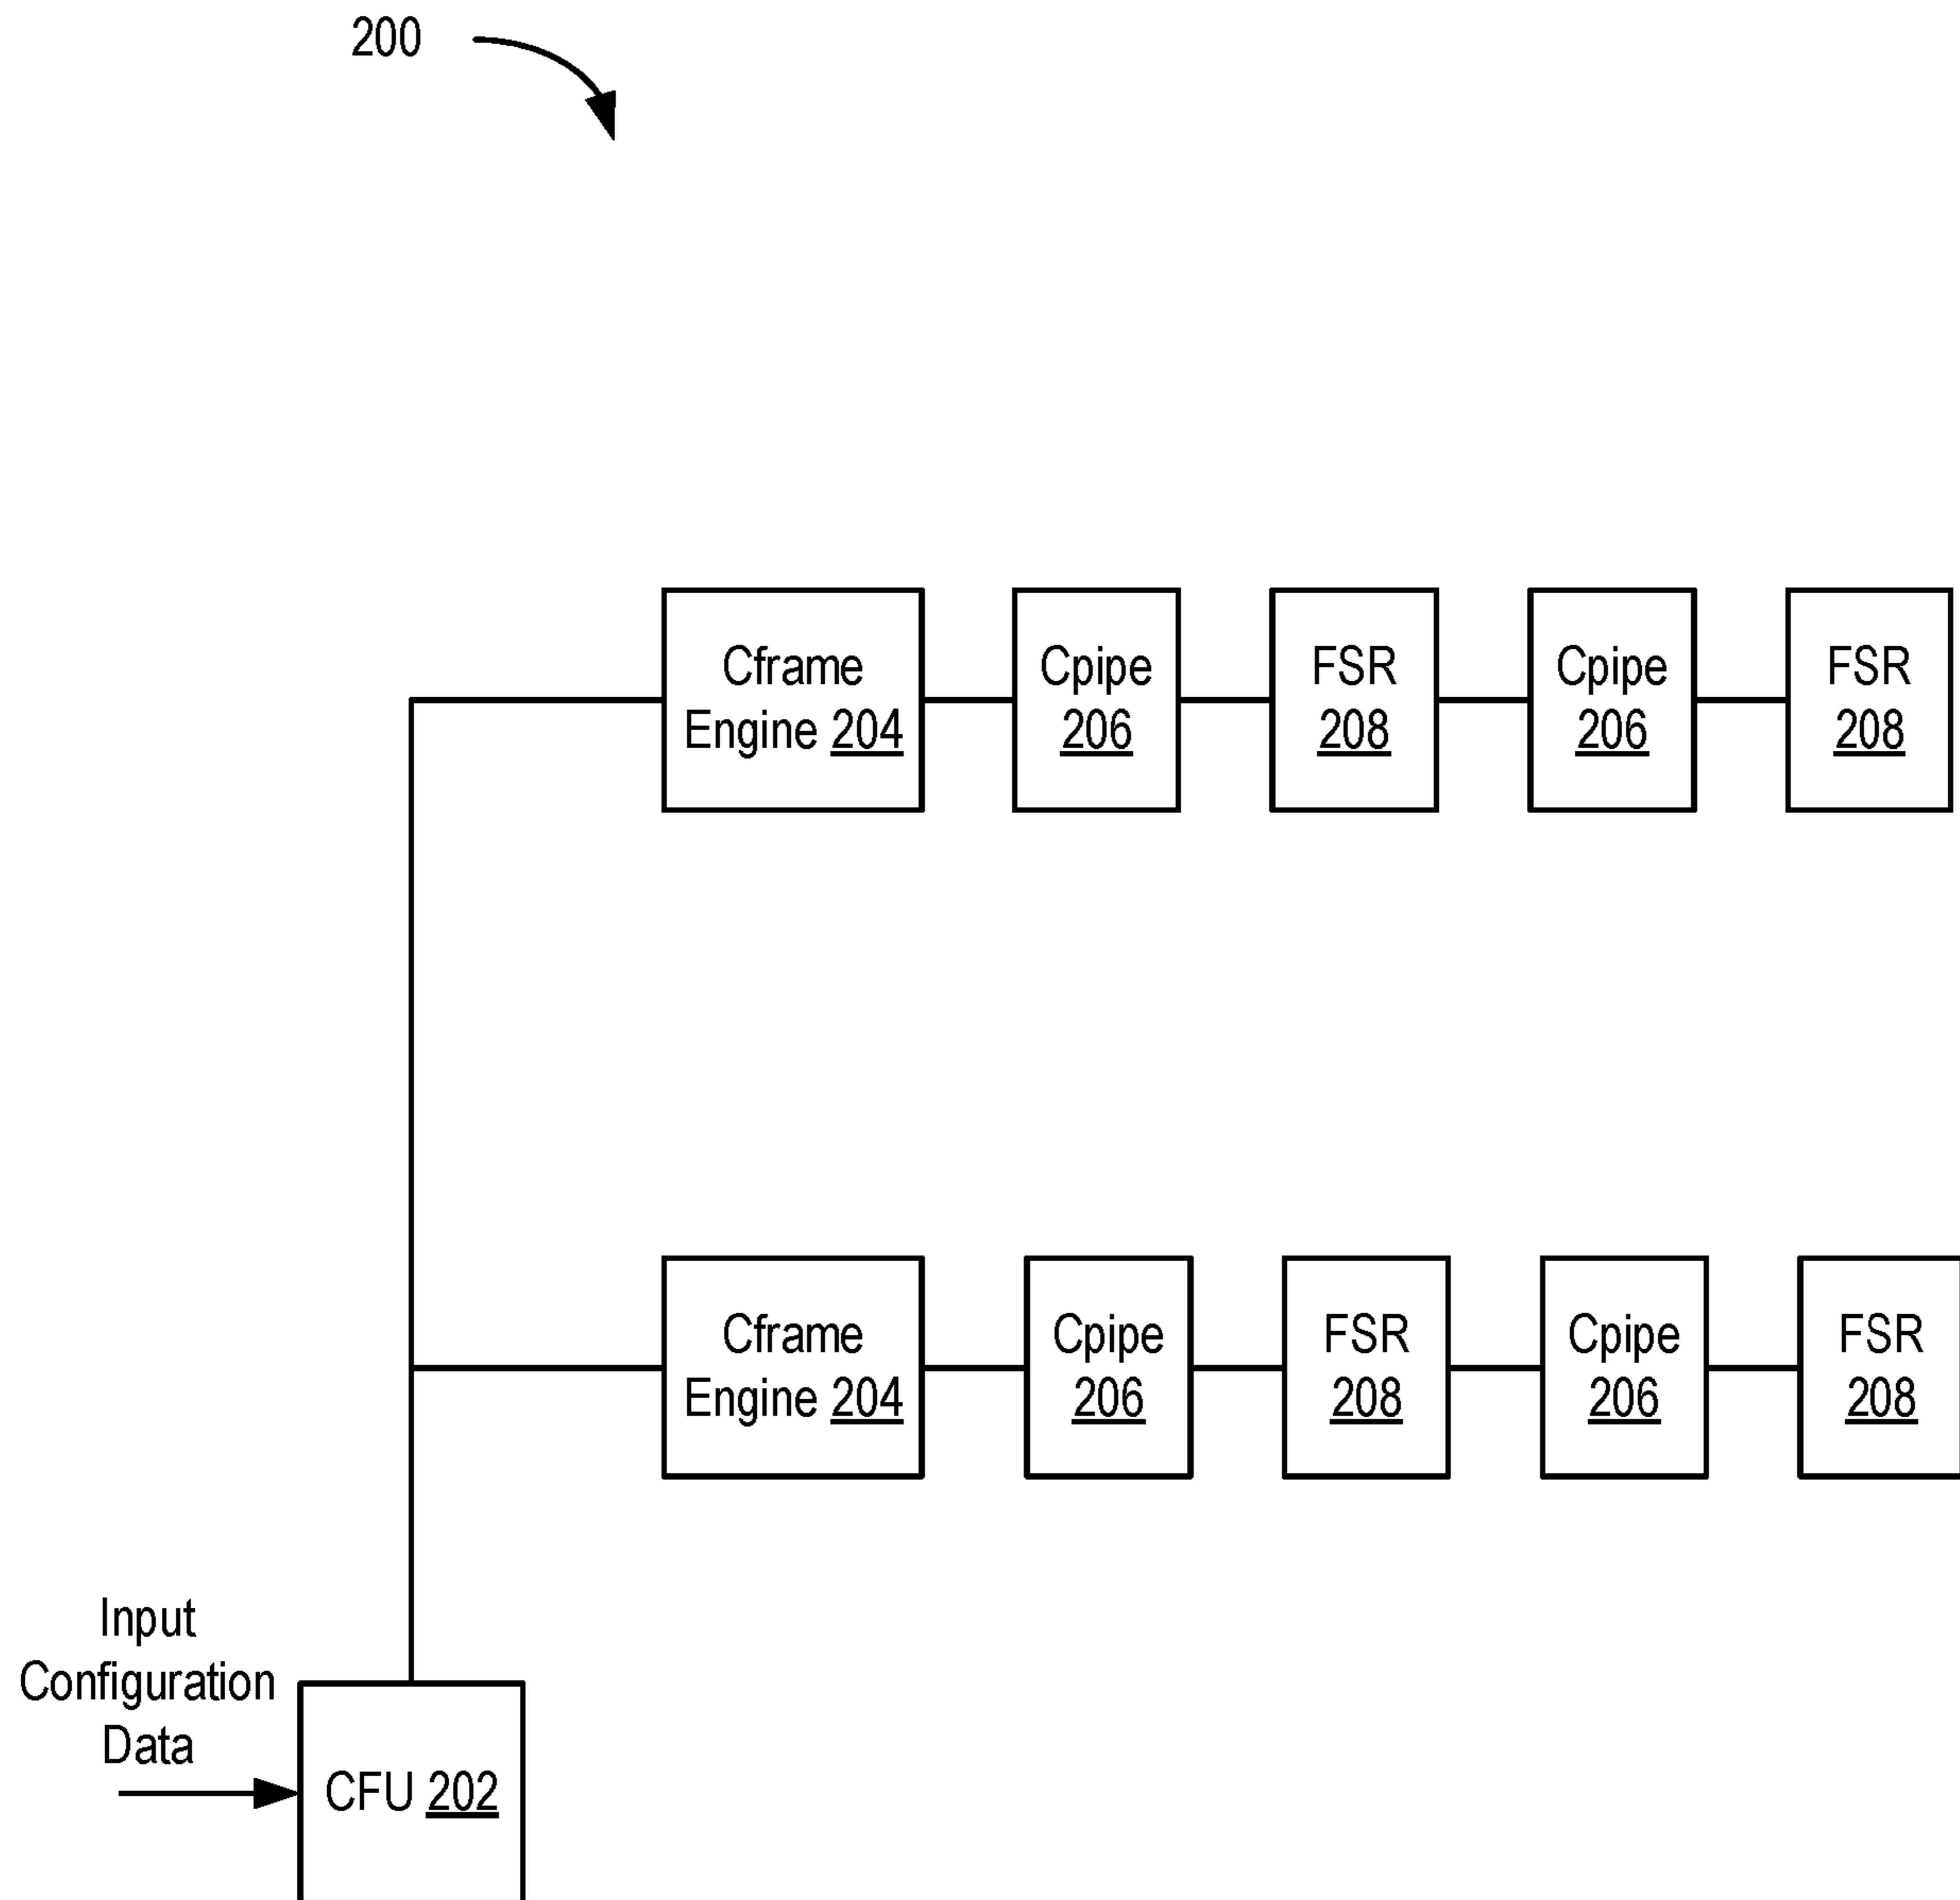 200
Cframe
Engine 204
Cpipe
206
FSR
208
Cpipe
206
FSR
208
Cframe
Engine 204
Cpipe
206
FSR
208
Cpipe
206
FSR
208
Input
Configuration
Data
CFU 202